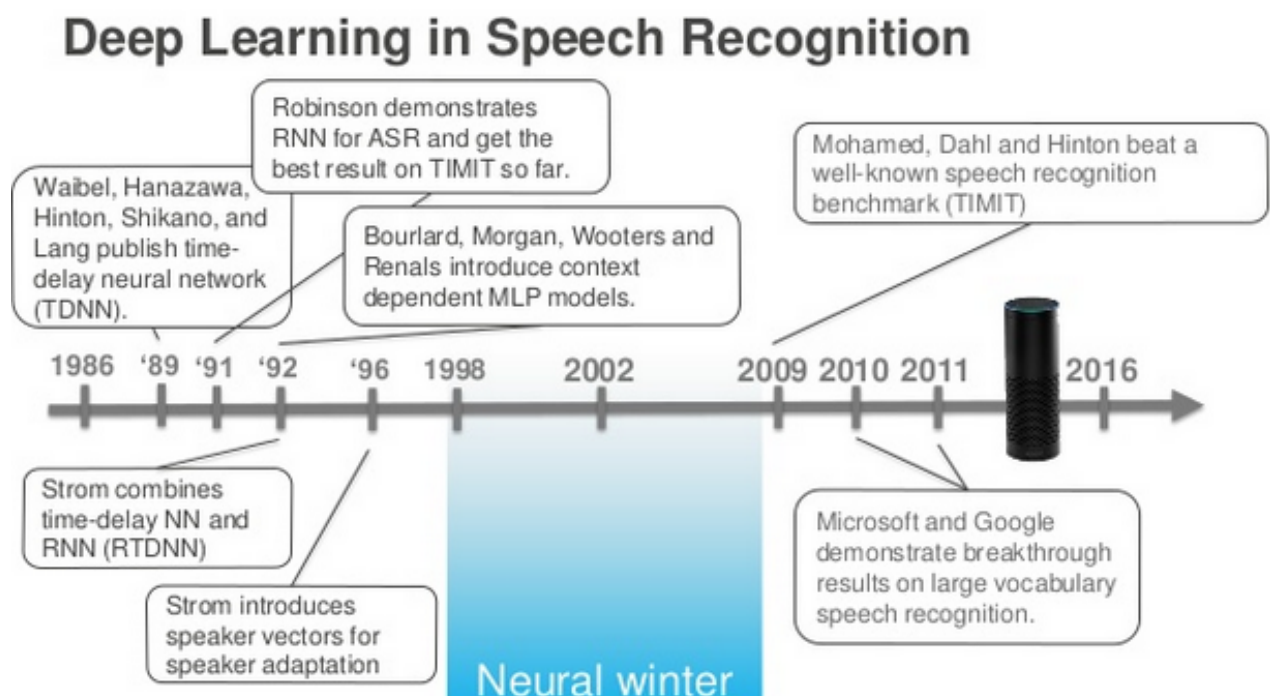 Deep Learning in Speech Recognition
Robinson demonstrates
RNN for ASR and get the
best result on TIMIT so far.
Mohamed, Dahl and Hinton beat a
well-known speech recognition
benchmark (TIMIT)
Waibel, Hanazawa,
Hinton, Shikano, and
Lang publish time-
delay neural network
(TDNN).
Bourlard, Morgan, Wooters and
Renals introduce context
dependent MLP models.
1986 ‘89 ‘91 ‘92 ‘96 1998 2002 2009 2010 2011 2016
Strom combines
time-delay NN and
RNN (RTDNN)
Microsoft and Google
demonstrate breakthrough
results on large vocabulary
speech recognition.
Strom introduces
speaker vectors for
speaker adaptation
Neural winter